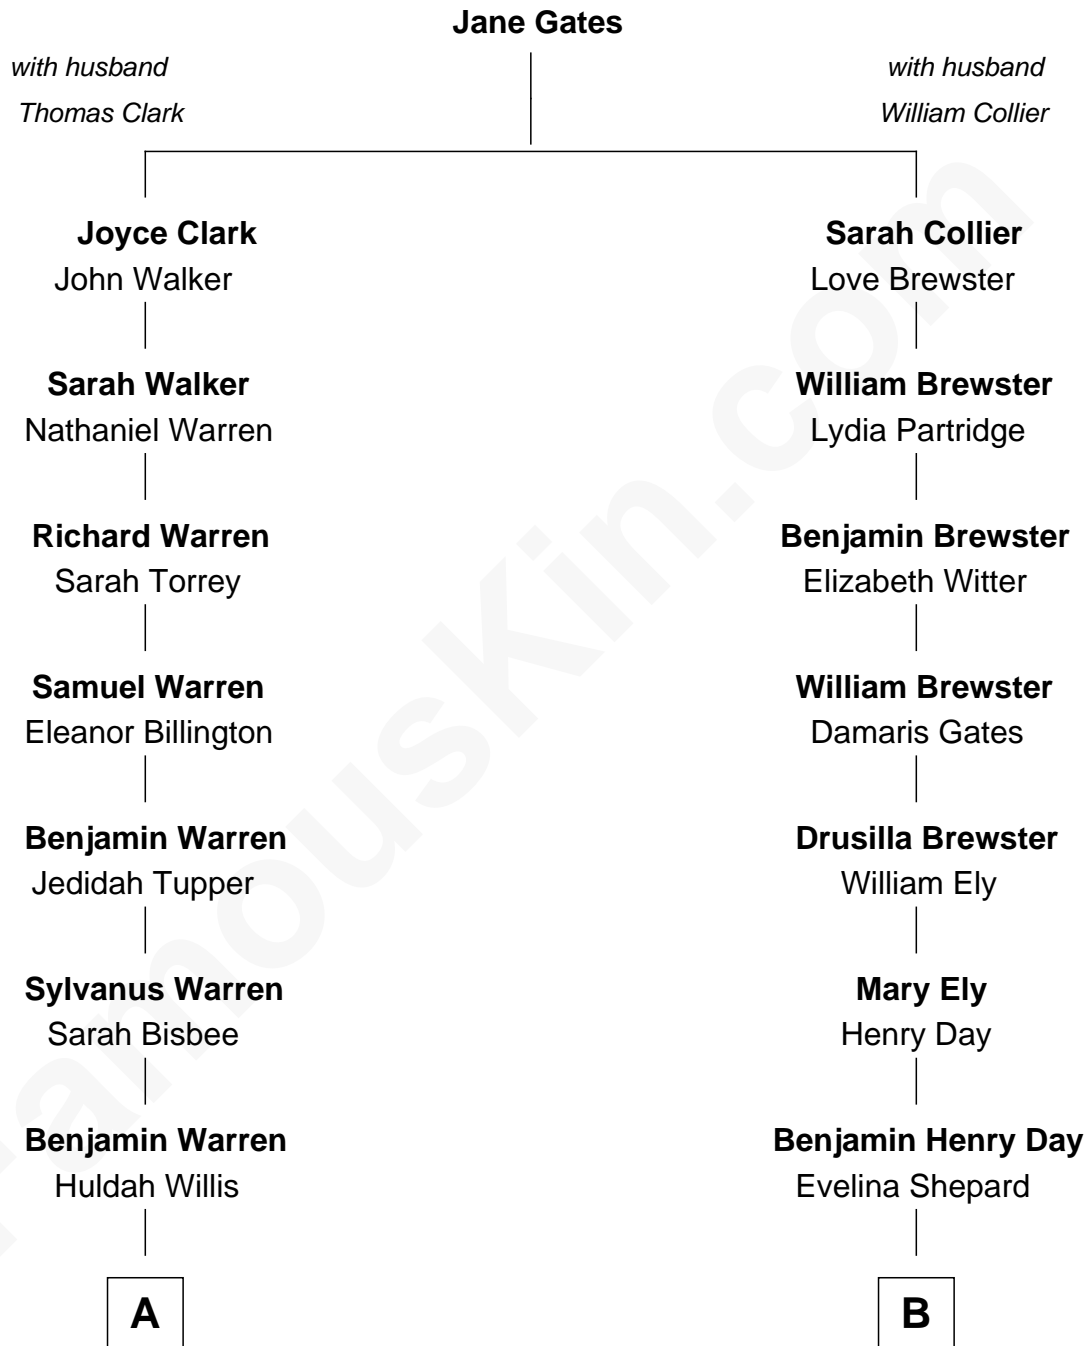 Jane Gates
with husband
Thomas Clark
with husband
William Collier
Joyce Clark
John Walker
Sarah Collier
Love Brewster
Sarah Walker
Nathaniel Warren
William Brewster
Lydia Partridge
Richard Warren
Sarah Torrey
Benjamin Brewster
Elizabeth Witter
Samuel Warren
Eleanor Billington
William Brewster
Damaris Gates
Benjamin Warren
Jedidah Tupper
Drusilla Brewster
William Ely
Sylvanus Warren
Sarah Bisbee
Mary Ely
Henry Day
Benjamin Warren
Huldah Willis
Benjamin Henry Day
Evelina Shepard
A
B
FamousKin.com